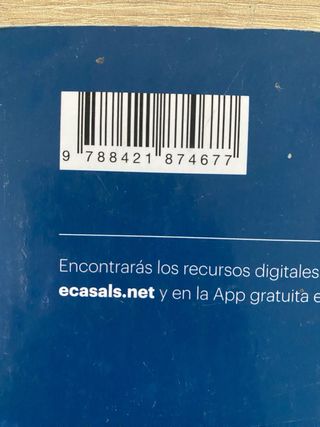 9 788421 874677
Encontrarás los recursos digitales
ecasals.net y en la App gratuita e